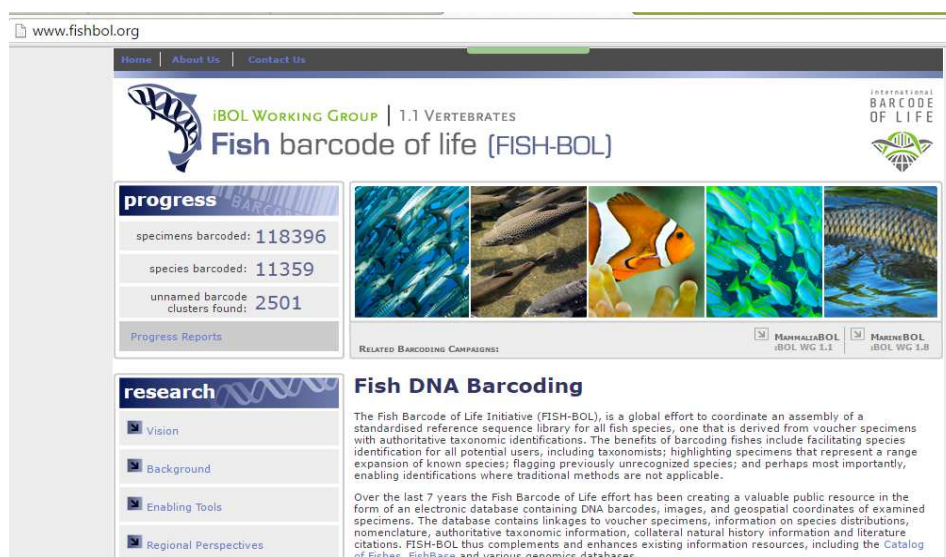 www.fishbol.org
Home | About Us | Contact Us
iBOL Working Group | 1.1 Vertebrates
Fish barcode of life (FISH-BOL)
international
BARCODE
OF LIFE
progress
BARCODE
specimens barcoded: 118396
species barcoded: 11359
unnamed barcode
clusters found: 2501
Progress Reports
Related Barcoding Campaigns:
MammaliaBOL
iBOL WG 1.1
MarineBOL
iBOL WG 1.8
research
Vision
Background
Enabling Tools
Regional Perspectives
Fish DNA Barcoding
The Fish Barcode of Life Initiative (FISH-BOL), is a global effort to coordinate an assembly of a
standardised reference sequence library for all fish species, one that is derived from voucher specimens
with authoritative taxonomic identifications. The benefits of barcoding fishes include facilitating species
identification for all potential users, including taxonomists; highlighting specimens that represent a range
expansion of known species; flagging previously unrecognized species; and perhaps most importantly,
enabling identifications where traditional methods are not applicable.
Over the last 7 years the Fish Barcode of Life effort has been creating a valuable public resource in the
form of an electronic database containing DNA barcodes, images, and geospatial coordinates of examined
specimens. The database contains linkages to voucher specimens, information on species distributions,
nomenclature, authoritative taxonomic information, collateral natural history information and literature
citations. FISH-BOL thus complements and enhances existing information resources, including the Catalog
of Fishes, FishBase and various genomics databases.